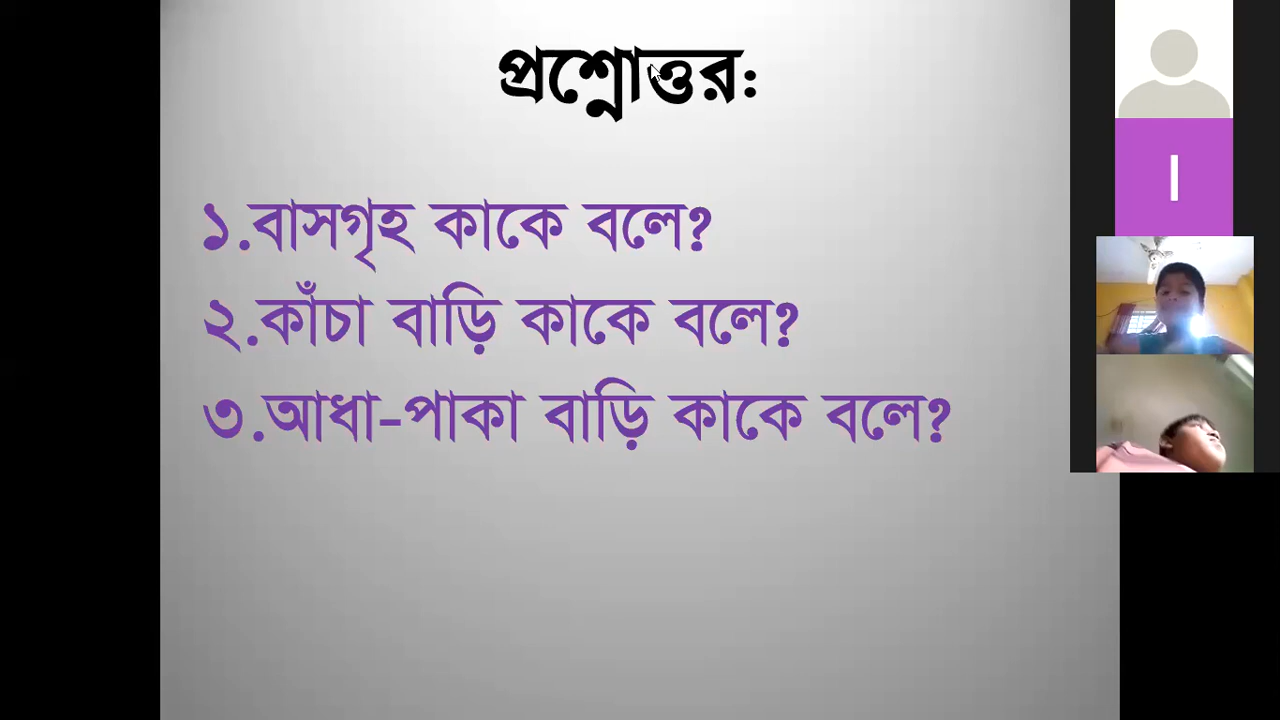 প্রশ্নোত্তর:
১.বাসগৃহ কাকে বলে?
২.কাঁচা বাড়ি কাকে বলে?
৩.আধা-পাকা বাড়ি কাকে বলে?
I